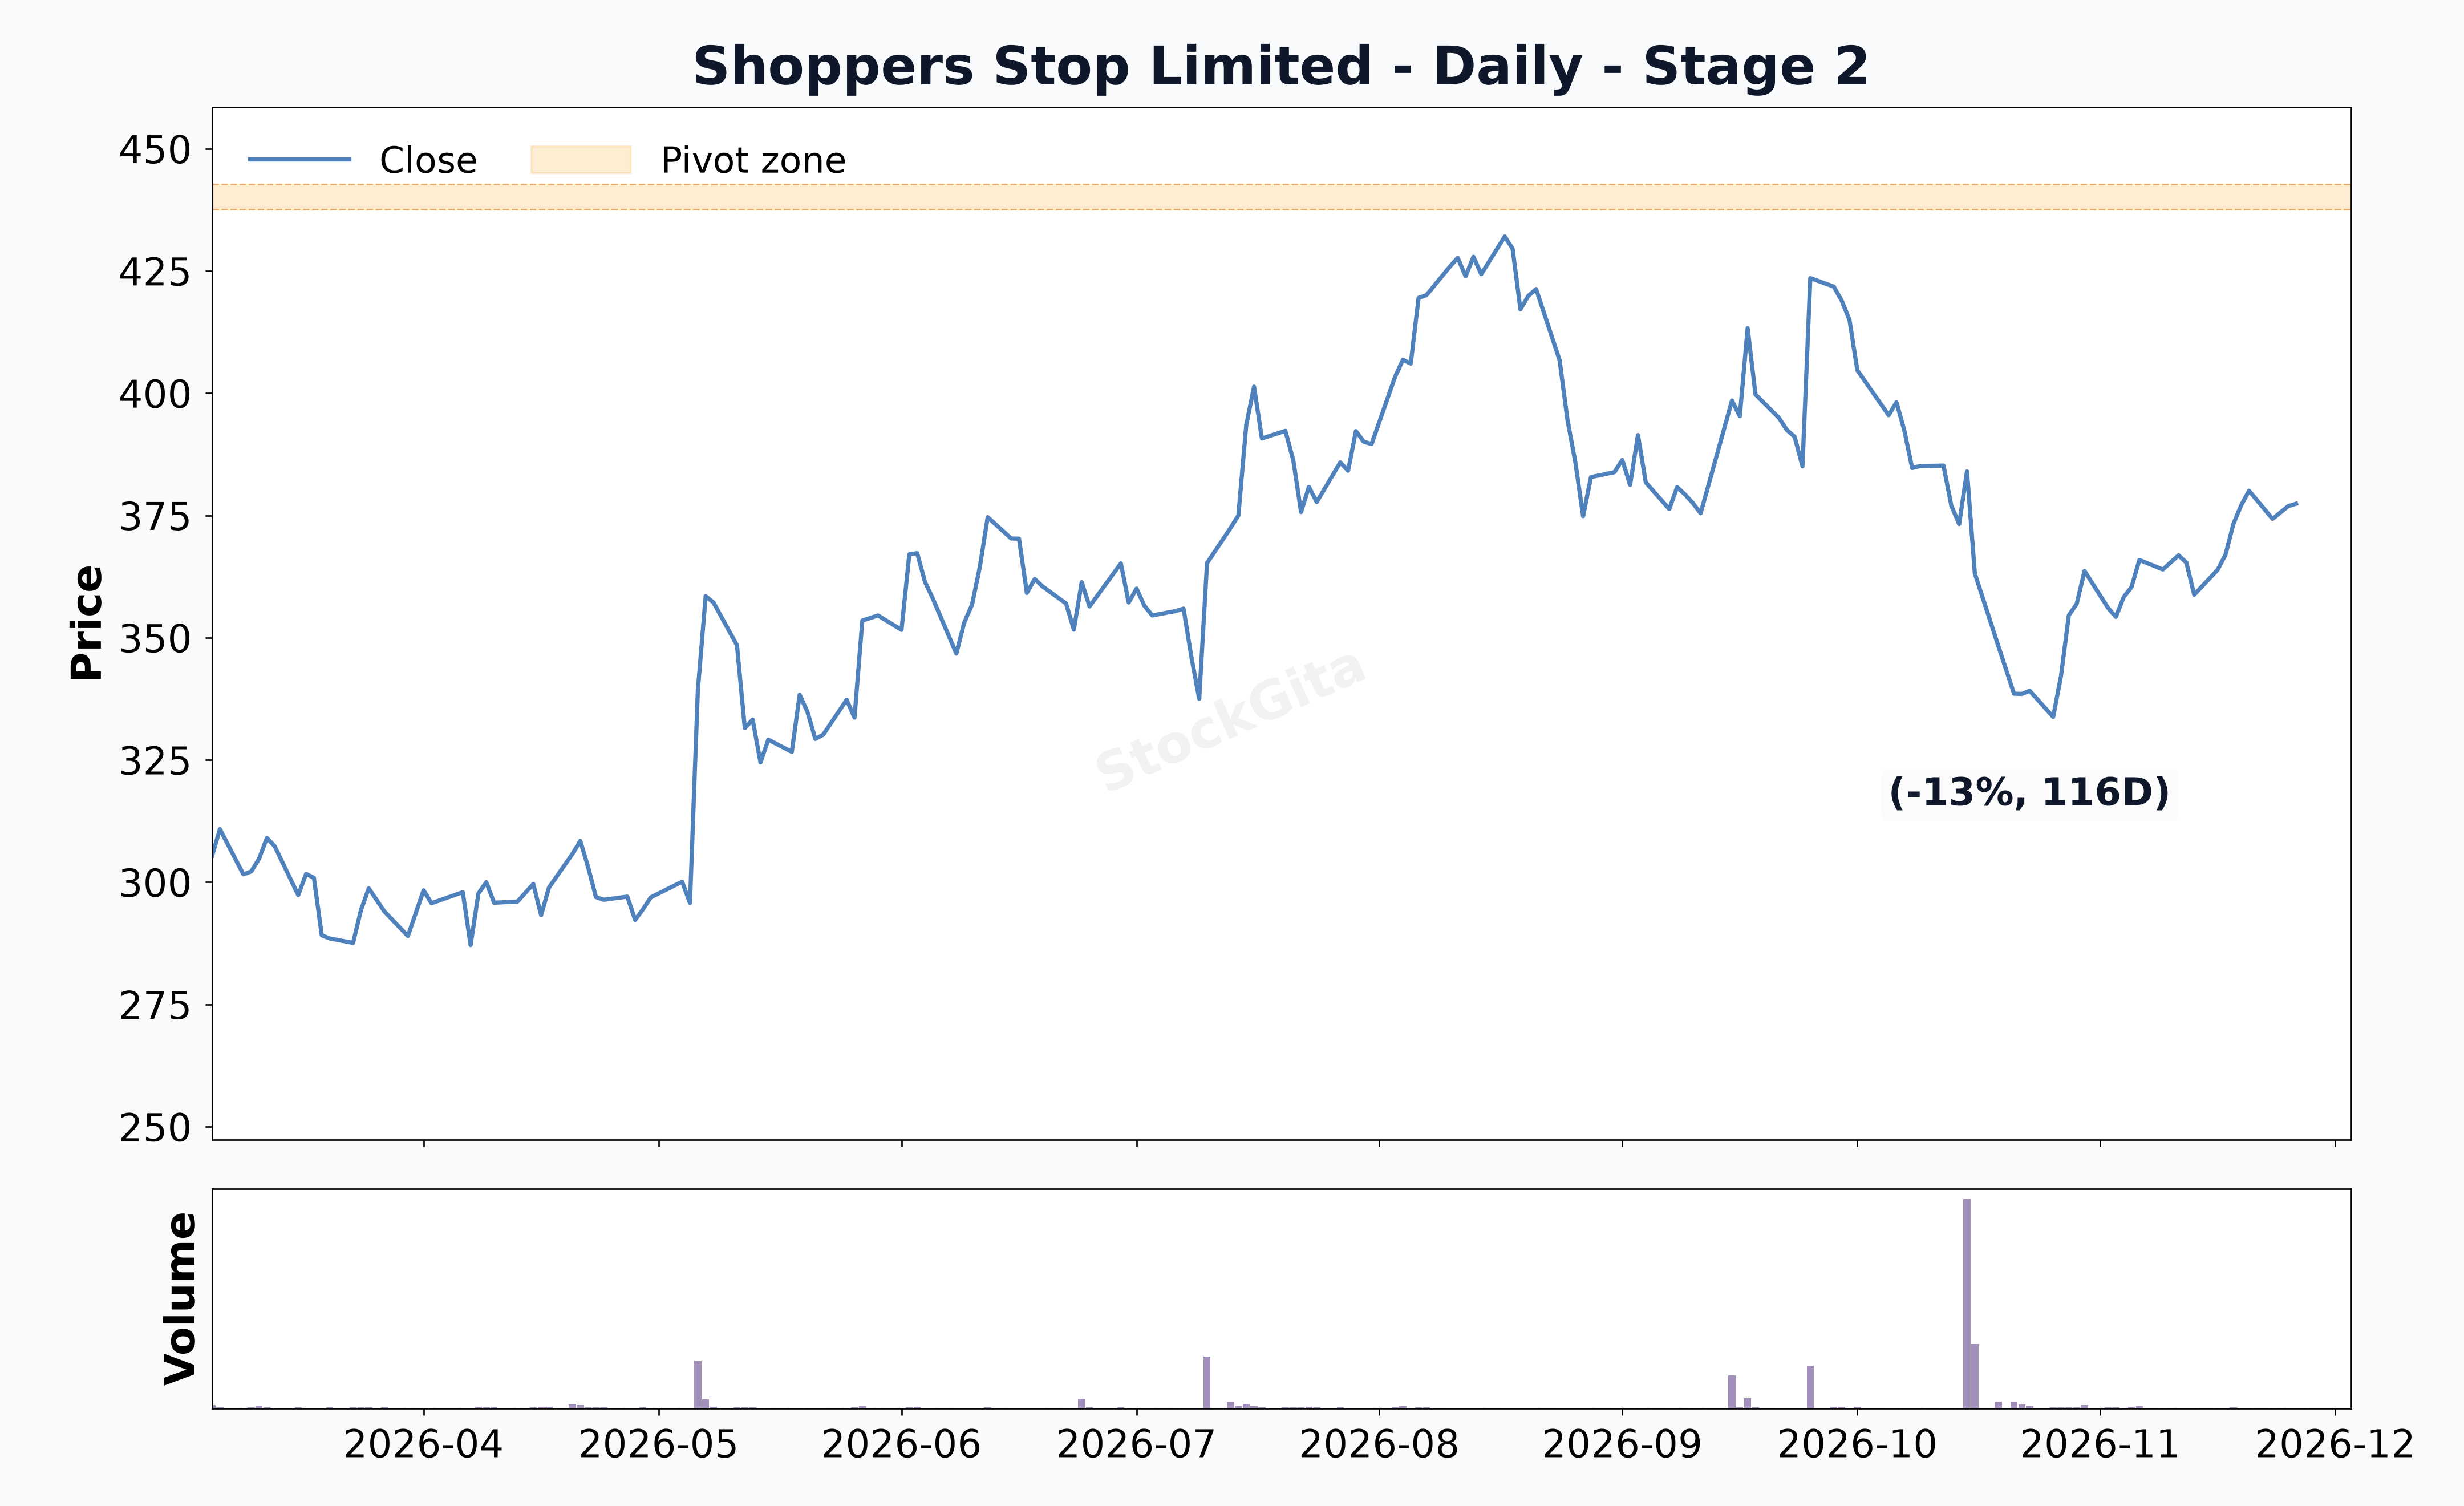 Shoppers Stop Limited - Daily - Stage 2
Close
Pivot zone
Price
450
425
400
375
350
325
300
275
250
StockGita
(-13%, 116D)
Volume
2026-04
2026-05
2026-06
2026-07
2026-08
2026-09
2026-10
2026-11
2026-12